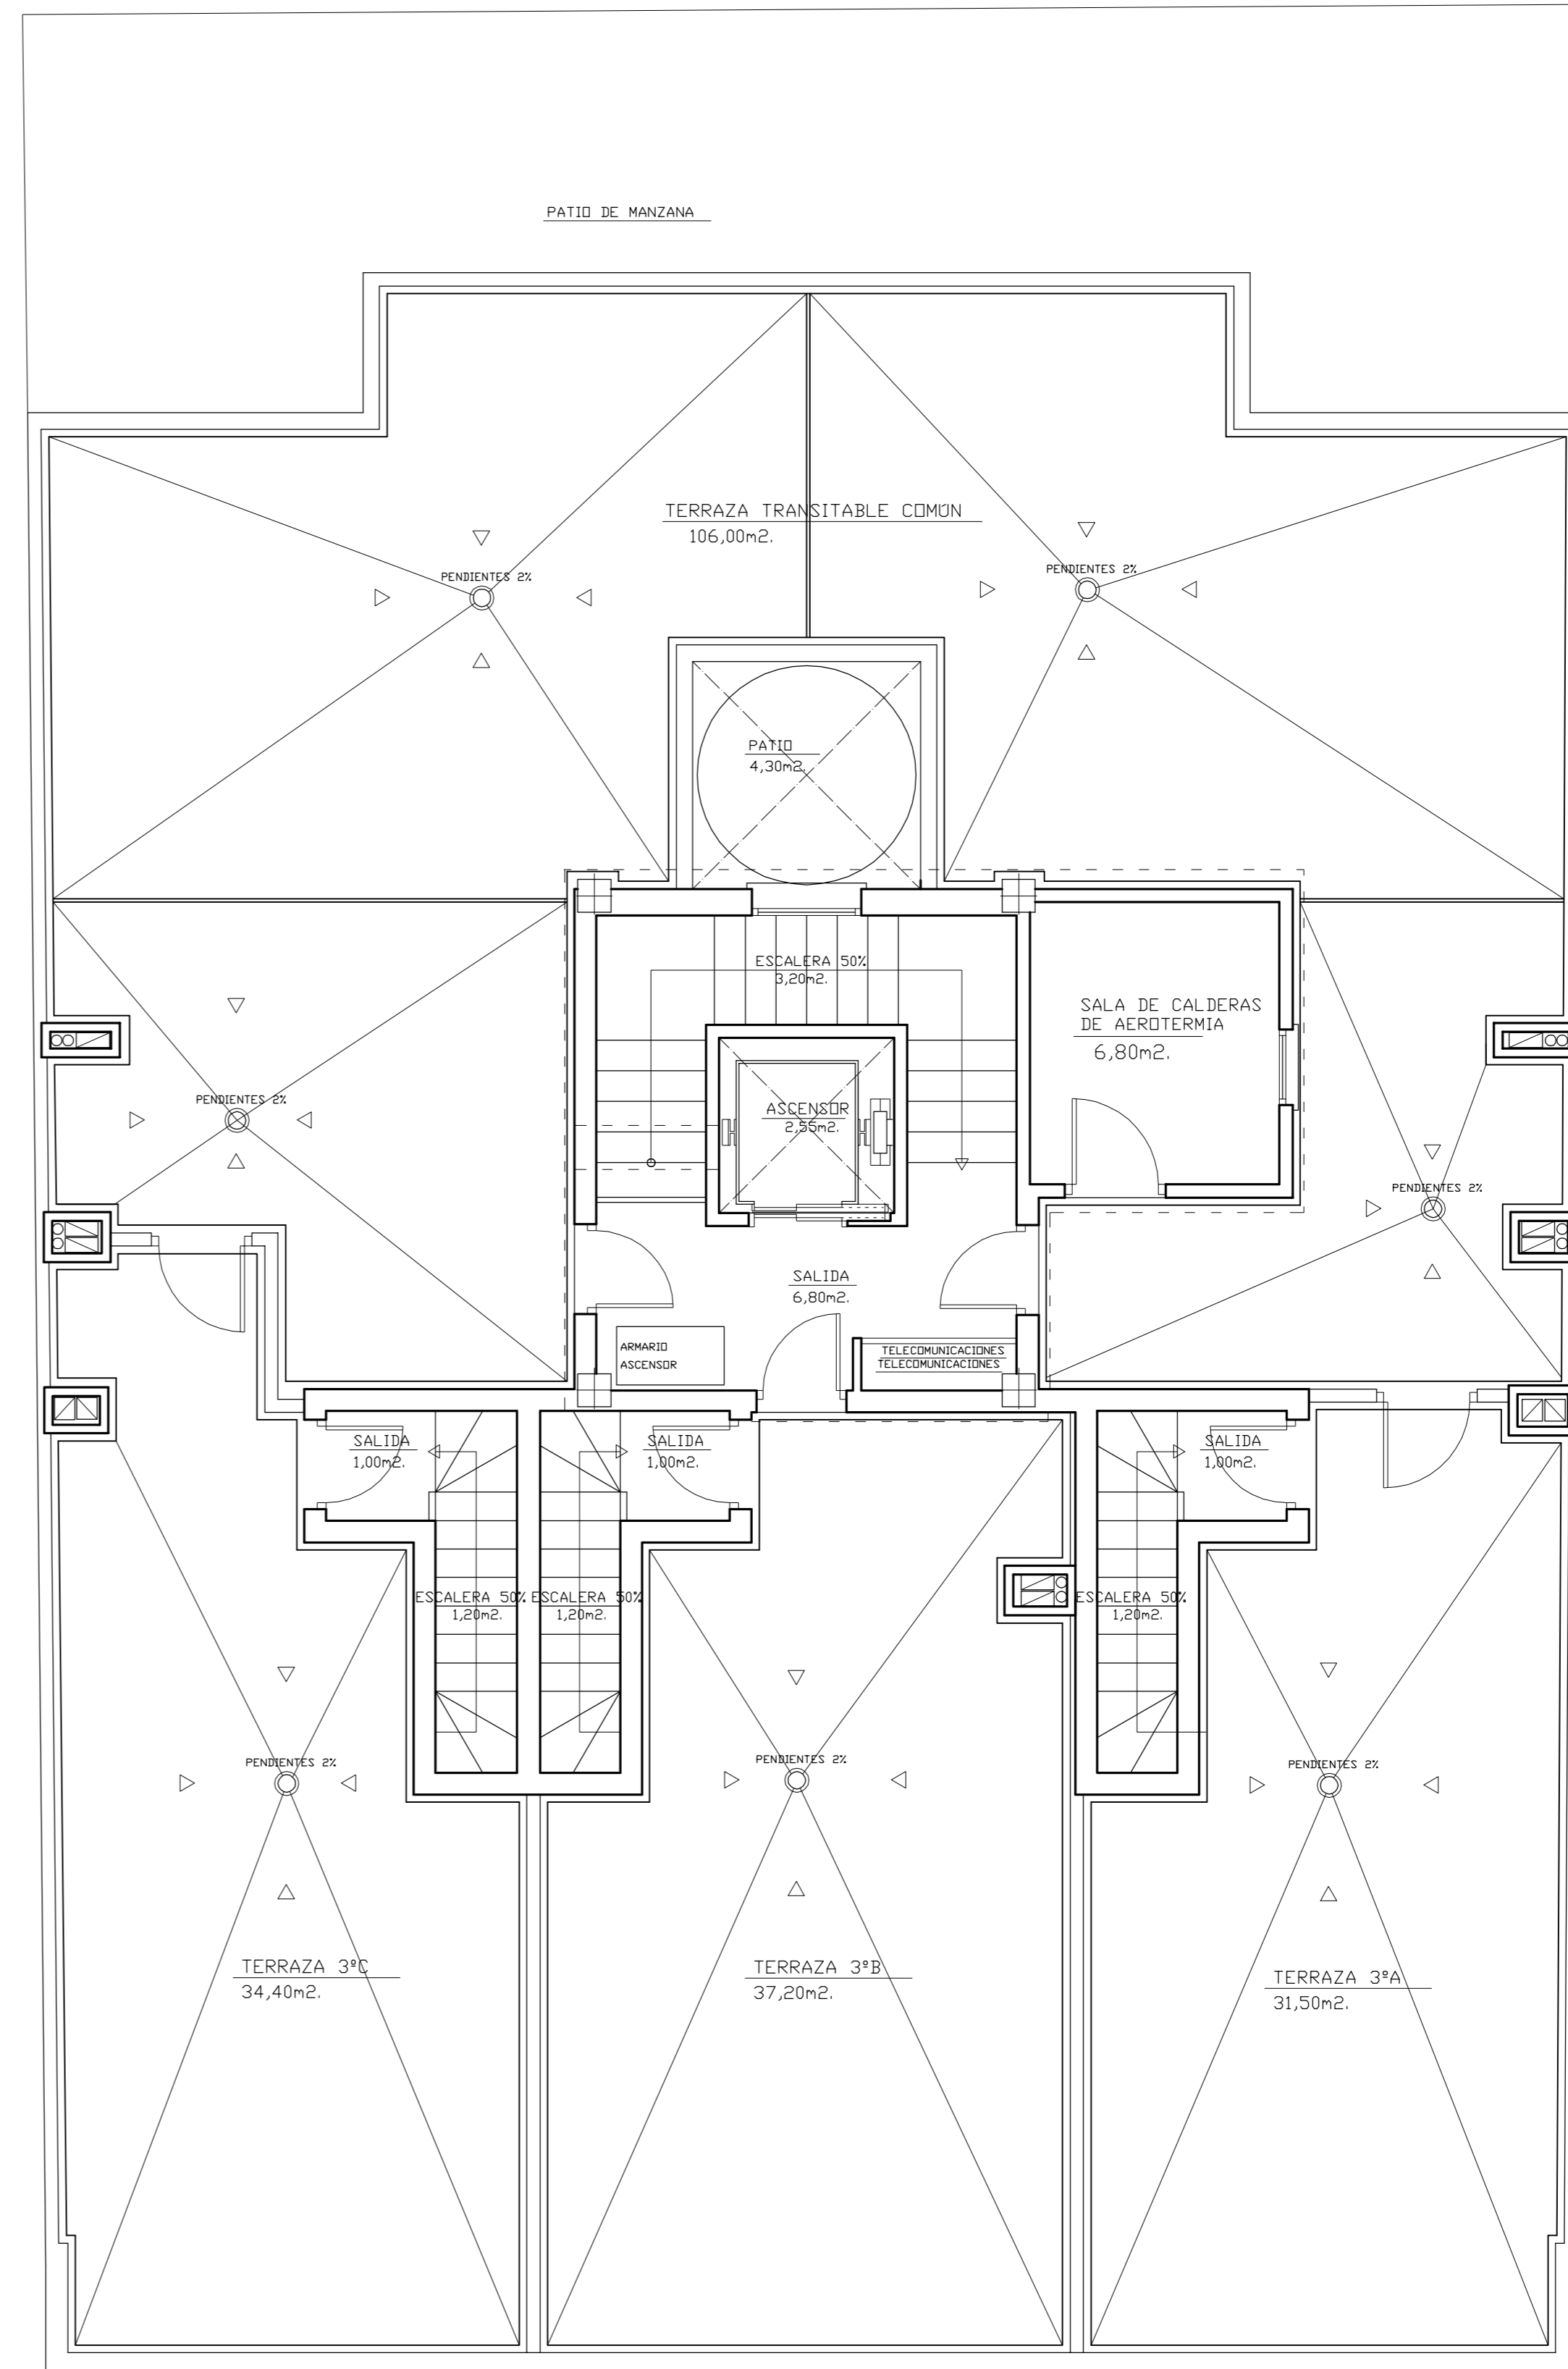 PATIO DE MANZANA
TERRAZA TRANSITABLE COMÚN
106,00m2.
PENDIENTES 2%
PENDIENTES 2%
PATIO
4,30m2.
ESCALERA 50%
3,20m2.
SALA DE CALDERAS
DE AEROTERMIA
6,80m2.
PENDIENTES 2%
ASCENSOR
2,55m2.
PENDIENTES 2%
SALIDA
6,80m2.
ARMARIO
ASCENSOR
TELECOMUNICACIONES
TELECOMUNICACIONES
SALIDA
1,00m2.
SALIDA
1,00m2.
SALIDA
1,00m2.
ESCALERA 50%
1,20m2.
ESCALERA 50%
1,20m2.
ESCALERA 50%
1,20m2.
PENDIENTES 2%
PENDIENTES 2%
PENDIENTES 2%
TERRAZA 3ºC
34,40m2.
TERRAZA 3ºB
37,20m2.
TERRAZA 3ºA
31,50m2.